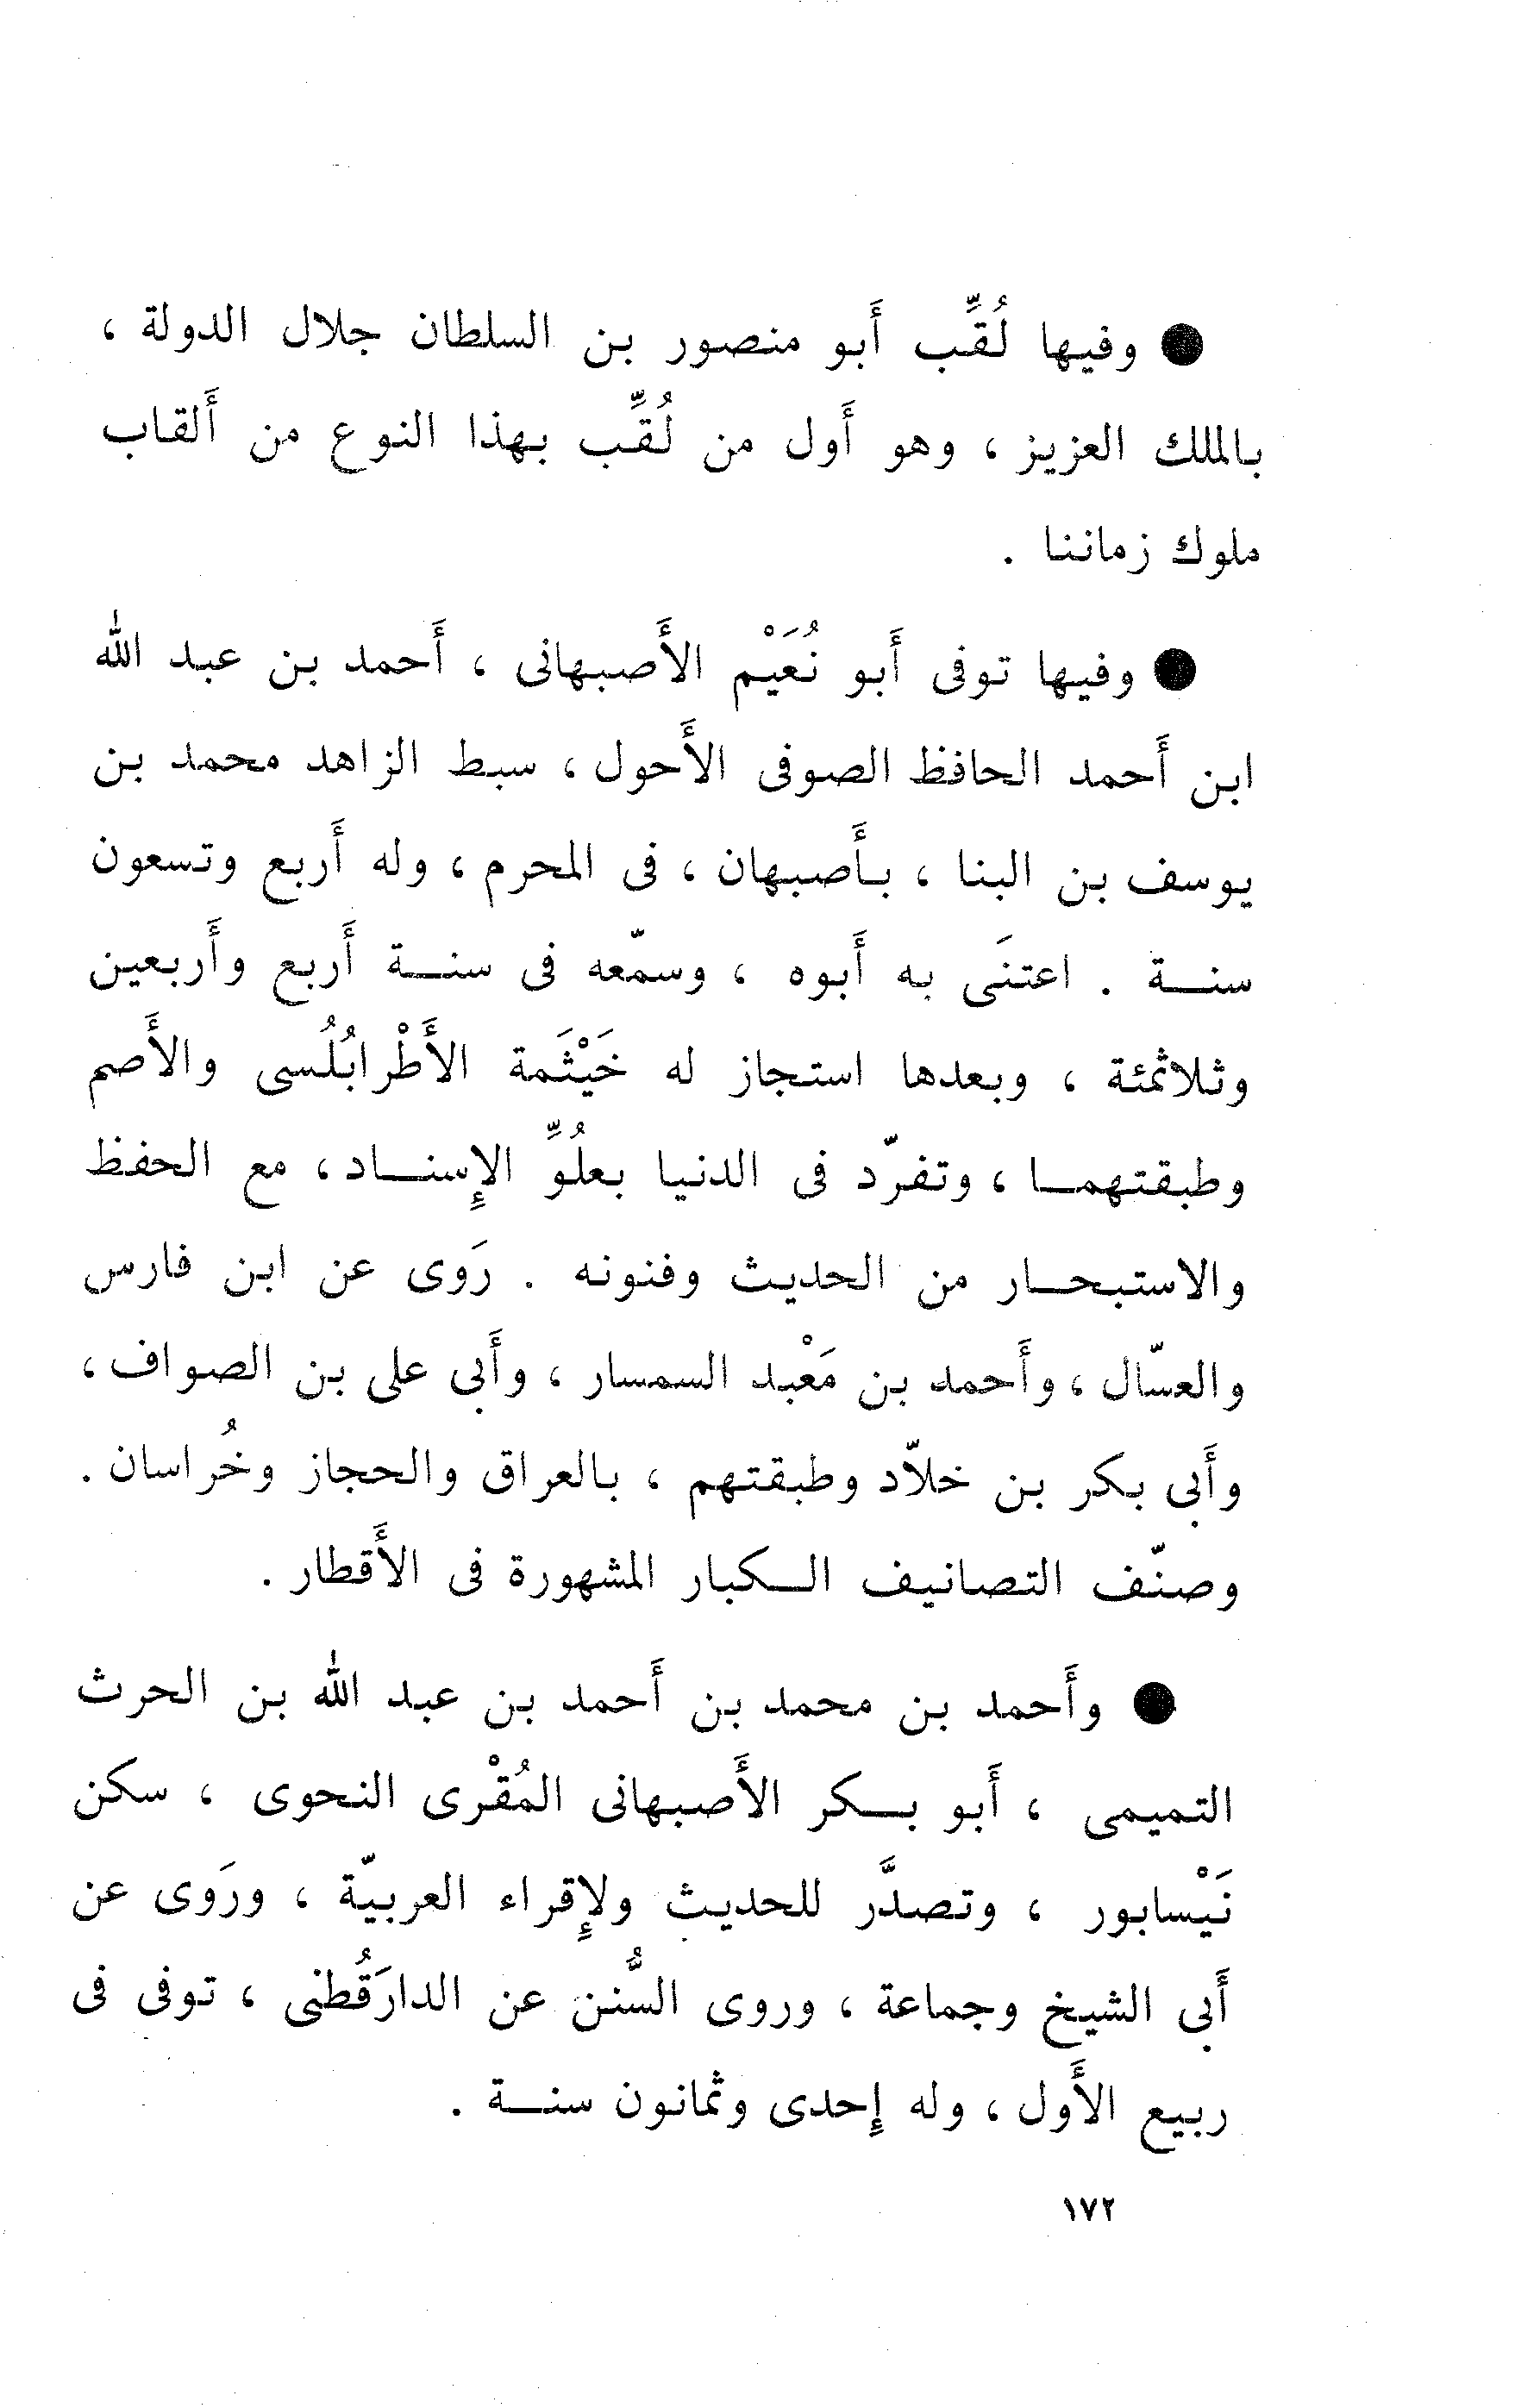 ● وفيها لُقِّب أَبو منصور بن السلطان جلال الدولة ،
بالملك العزيز ، وهو أَول من لُقِّب بهذا النوع من أَلقاب
ملوك زماننا .
● وفيها توفى أَبو نُعَيْم الأَصبهانى ، أَحمد بن عبد الله
ابن أَحمد الحافظ الصوفى الأَحول ، سبط الزاهد محمد بن
يوسف بن البنا ، بأَصبهان ، فى المحرم ، وله أَربع وتسعون
سنة . اعتنَى به أَبوه ، وسمّعه فى سنة أَربع وأَربعين
وثلاثمئة ، وبعدها استجاز له خَيْثَمة الأَطْرابُلُسى والأَصم
وطبقتهما ، وتفرّد فى الدنيا بعلُوِّ الإِسناد ، مع الحفظ
والاستبحار من الحديث وفنونه . رَوى عن ابن فارس
والعسّال ، وأَحمد بن مَعْبد السمسار ، وأَبى على بن الصواف ،
وأَبى بكر بن خلاّد وطبقتهم ، بالعراق والحجاز وخُراسان .
وصنّف التصانيف الكبار المشهورة فى الأَقطار .
● وأَحمد بن محمد بن أَحمد بن عبد الله بن الحرث
التميمى ، أَبو بكر الأَصبهانى المُقْرى النحوى ، سكن
نَيْسابور ، وتصدَّر للحديث ولإِقراء العربيّة ، ورَوى عن
أَبى الشيخ وجماعة ، وروى السُّنن عن الدارَقُطنى ، توفى فى
ربيع الأَول ، وله إِحدى وثمانون سنة .
١٧٢